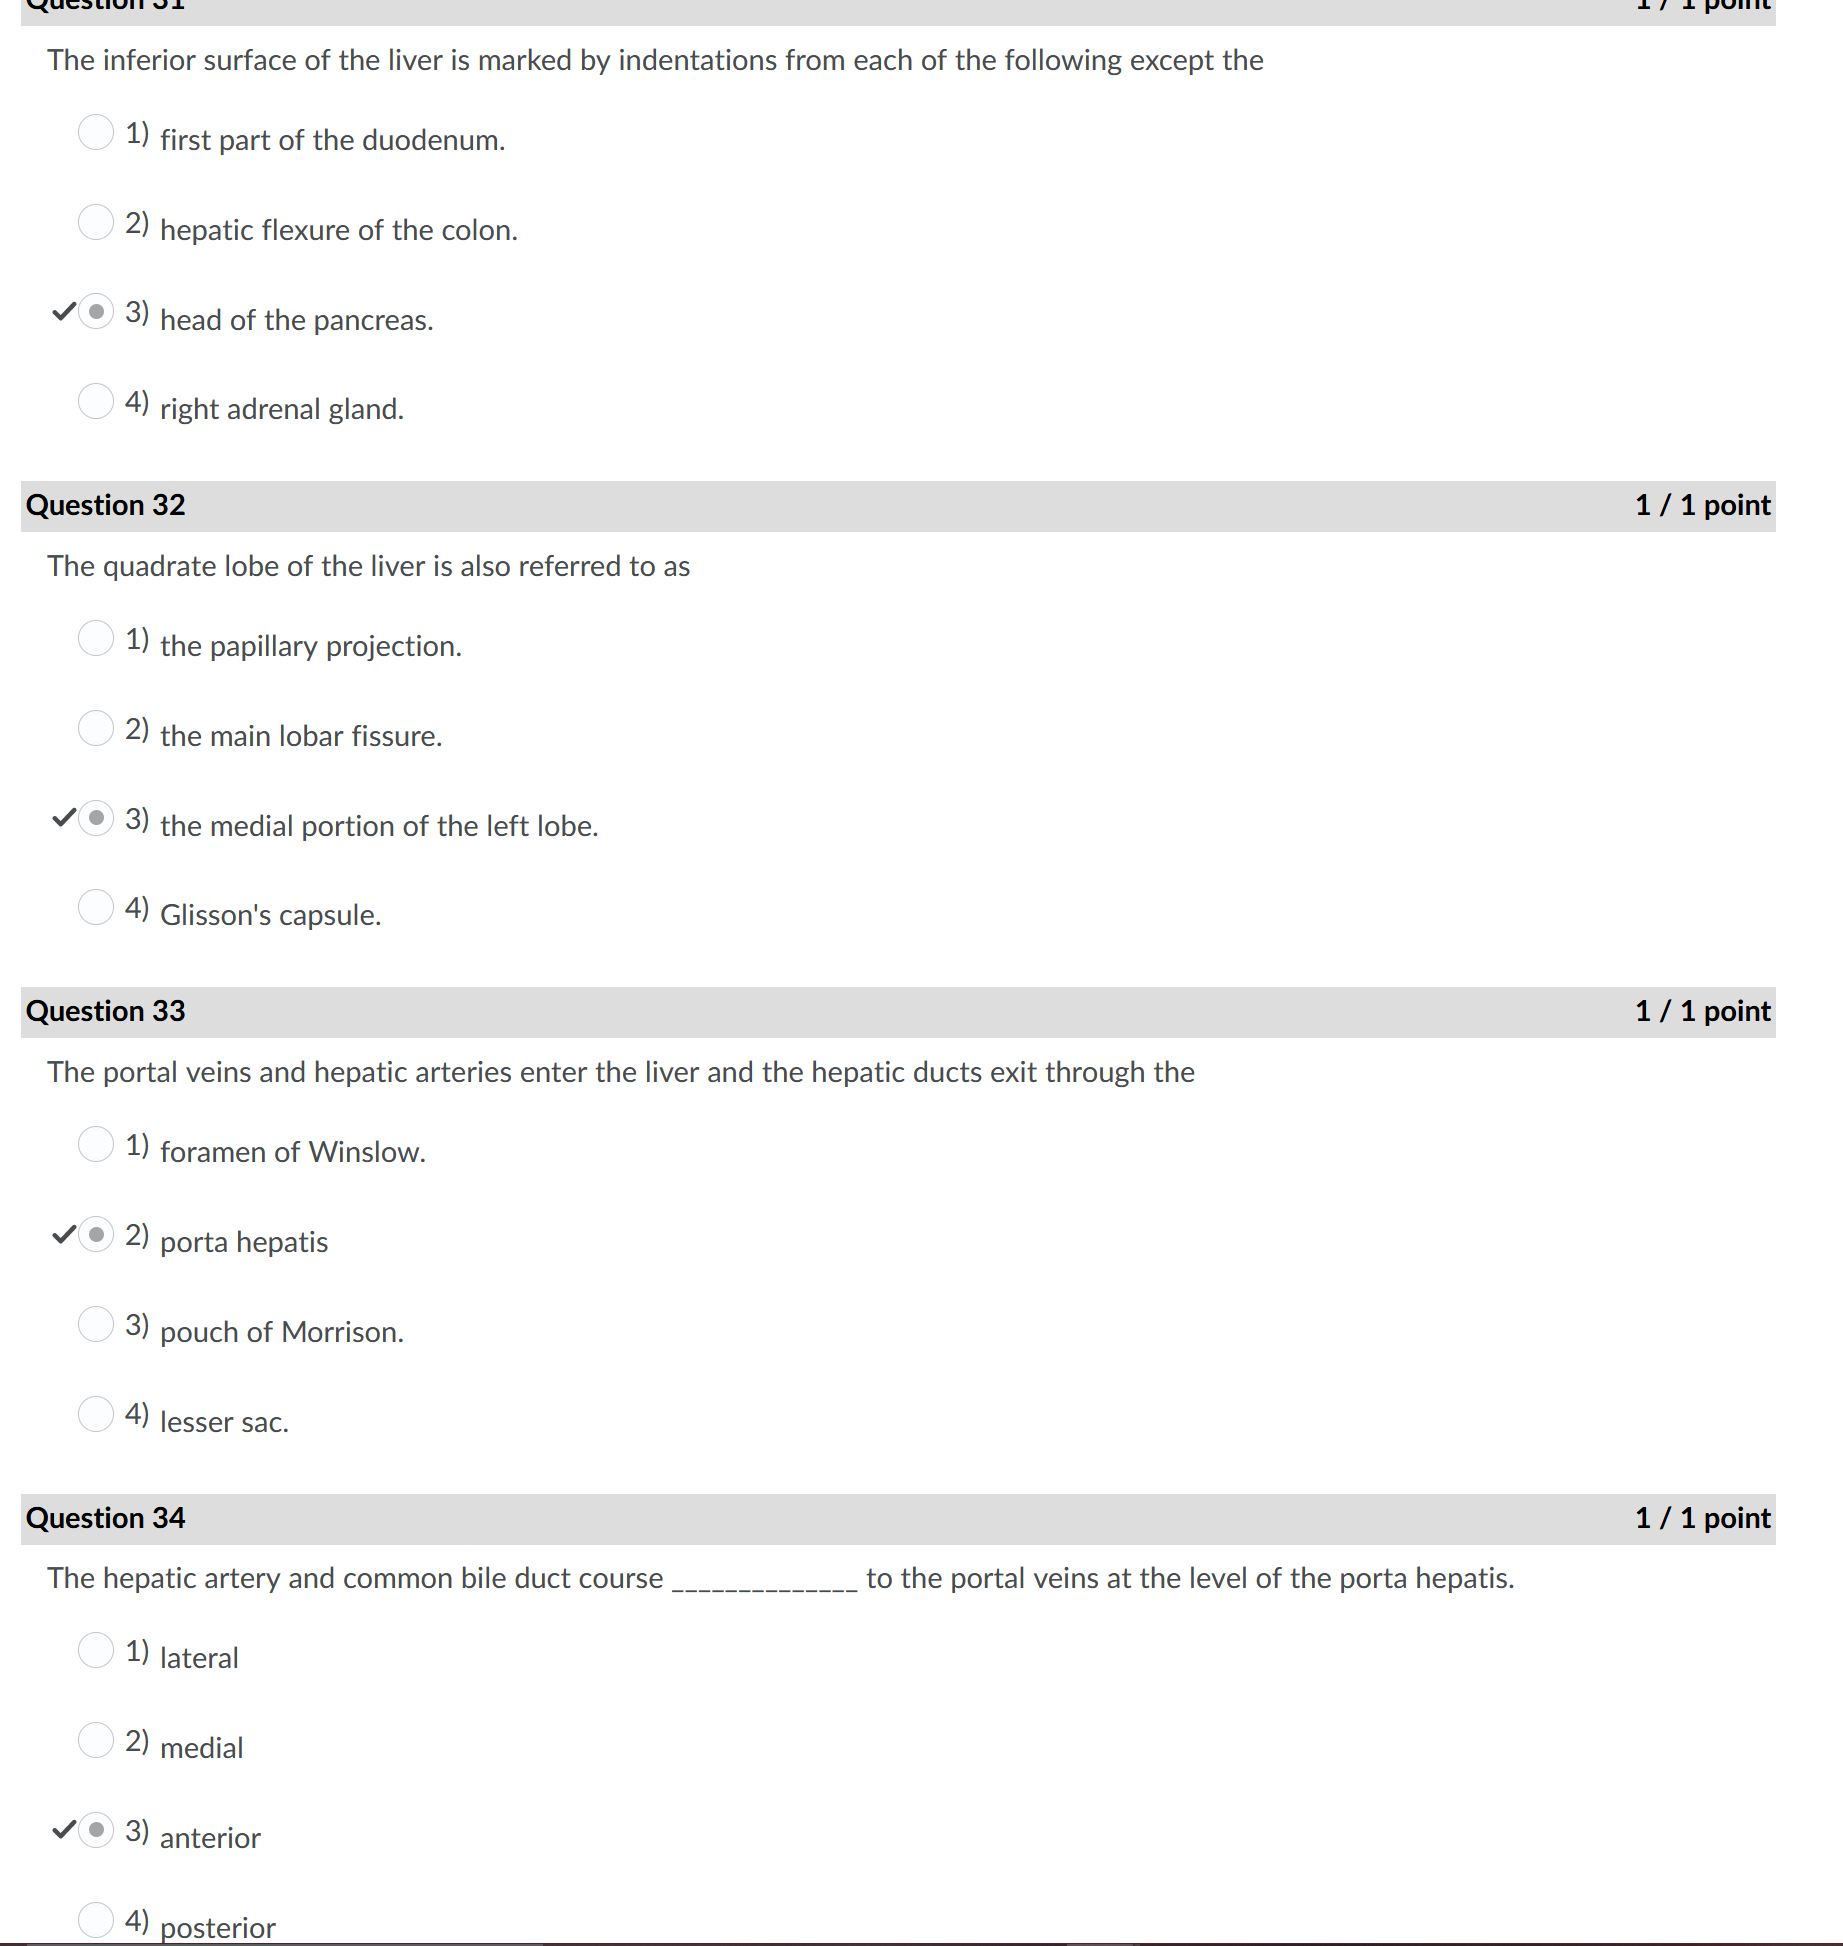 Question 31 1 / 1 point
The inferior surface of the liver is marked by indentations from each of the following except the
1) first part of the duodenum.
2) hepatic flexure of the colon.
3) head of the pancreas.
4) right adrenal gland.
Question 32 1 / 1 point
The quadrate lobe of the liver is also referred to as
1) the papillary projection.
2) the main lobar fissure.
3) the medial portion of the left lobe.
4) Glisson's capsule.
Question 33 1 / 1 point
The portal veins and hepatic arteries enter the liver and the hepatic ducts exit through the
1) foramen of Winslow.
2) porta hepatis
3) pouch of Morrison.
4) lesser sac.
Question 34 1 / 1 point
The hepatic artery and common bile duct course ______________ to the portal veins at the level of the porta hepatis.
1) lateral
2) medial
3) anterior
4) posterior